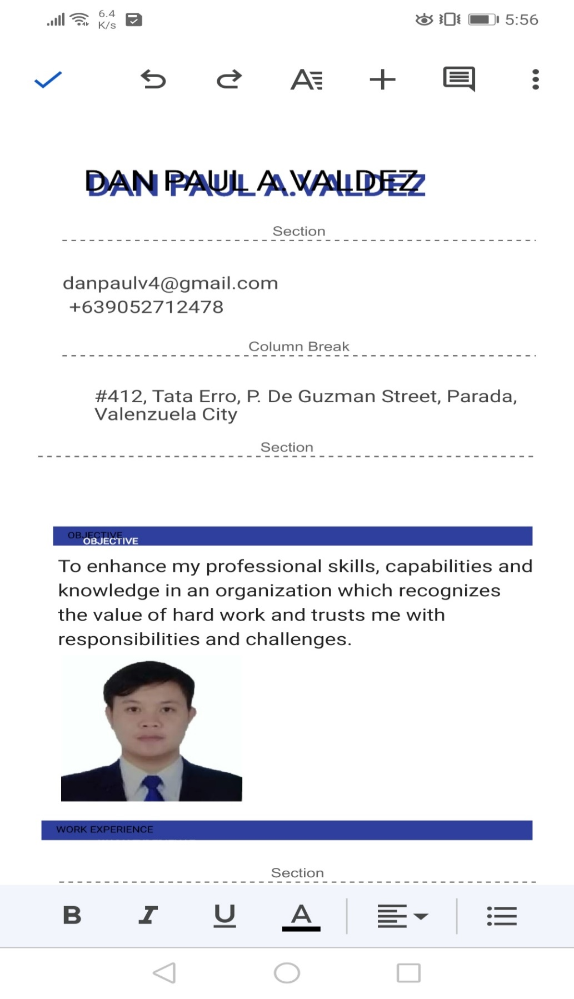 6.4
K/s
5:56
DAN PAUL A.VALDEZ
DAN PAUL A.VALDEZ
Section
danpaulv4@gmail.com
+639052712478
Column Break
#412, Tata Erro, P. De Guzman Street, Parada,
Valenzuela City
Section
OBJECTIVE
OBJECTIVE
To enhance my professional skills, capabilities and
knowledge in an organization which recognizes
the value of hard work and trusts me with
responsibilities and challenges.
WORK EXPERIENCE
Section
B I U A